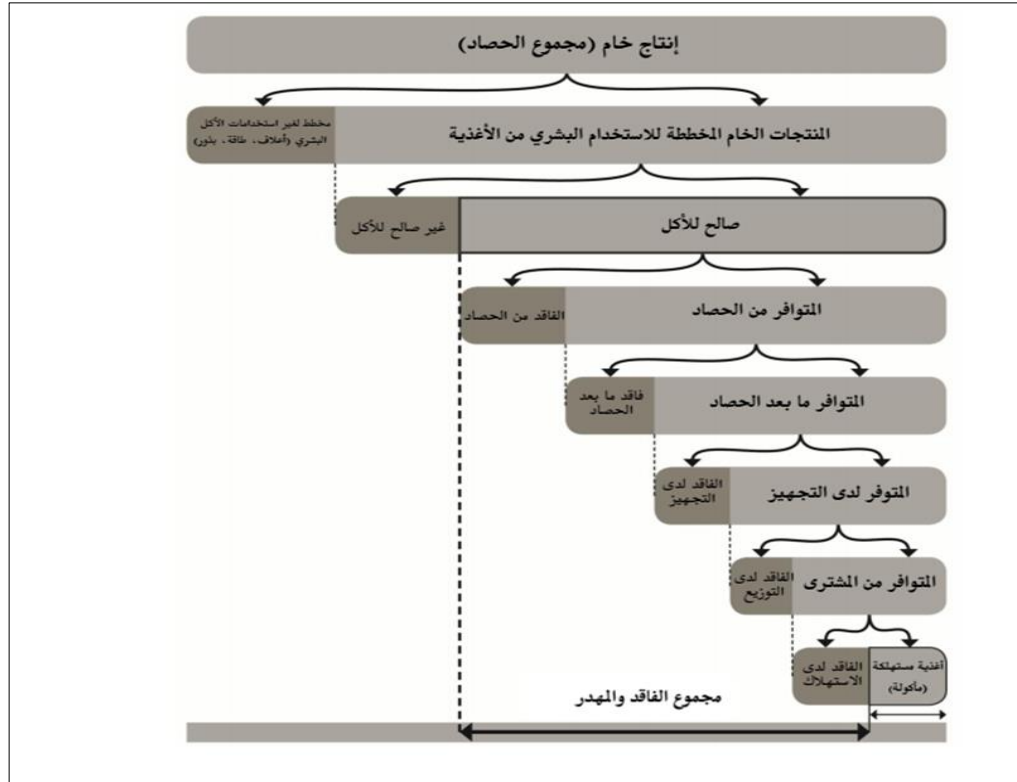 إنتاج خام (مجموع الحصاد)
المنتجات الخام المخططة للاستخدام البشري من الأغذية
مخطط لغير استخدامات الأكل
البشري (أعلاف، طاقة، بذور)
صالح للأكل
غير صالح للأكل
المتوافر من الحصاد
الفاقد من الحصاد
المتوافر ما بعد الحصاد
فاقد ما بعد
الحصاد
المتوفر لدى التجهيز
الفاقد لدى
التجهيز
المتوافر من المشترى
الفاقد لدى
التوزيع
أغذية مستهلكة
(مأكولة)
الفاقد لدى
الاستهلاك
مجموع الفاقد والمهدر